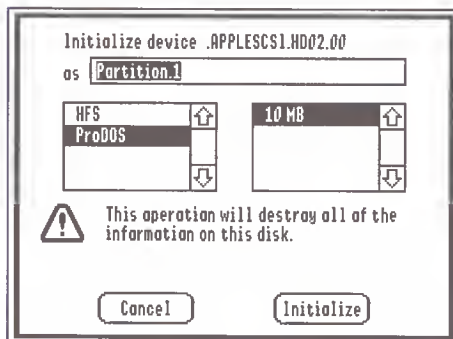 Initialize device .APPLESCSI.HD02.00
as Partition.1
HFS
ProDOS
10 MB
This operation will destroy all of the
information on this disk.
Cancel
Initialize